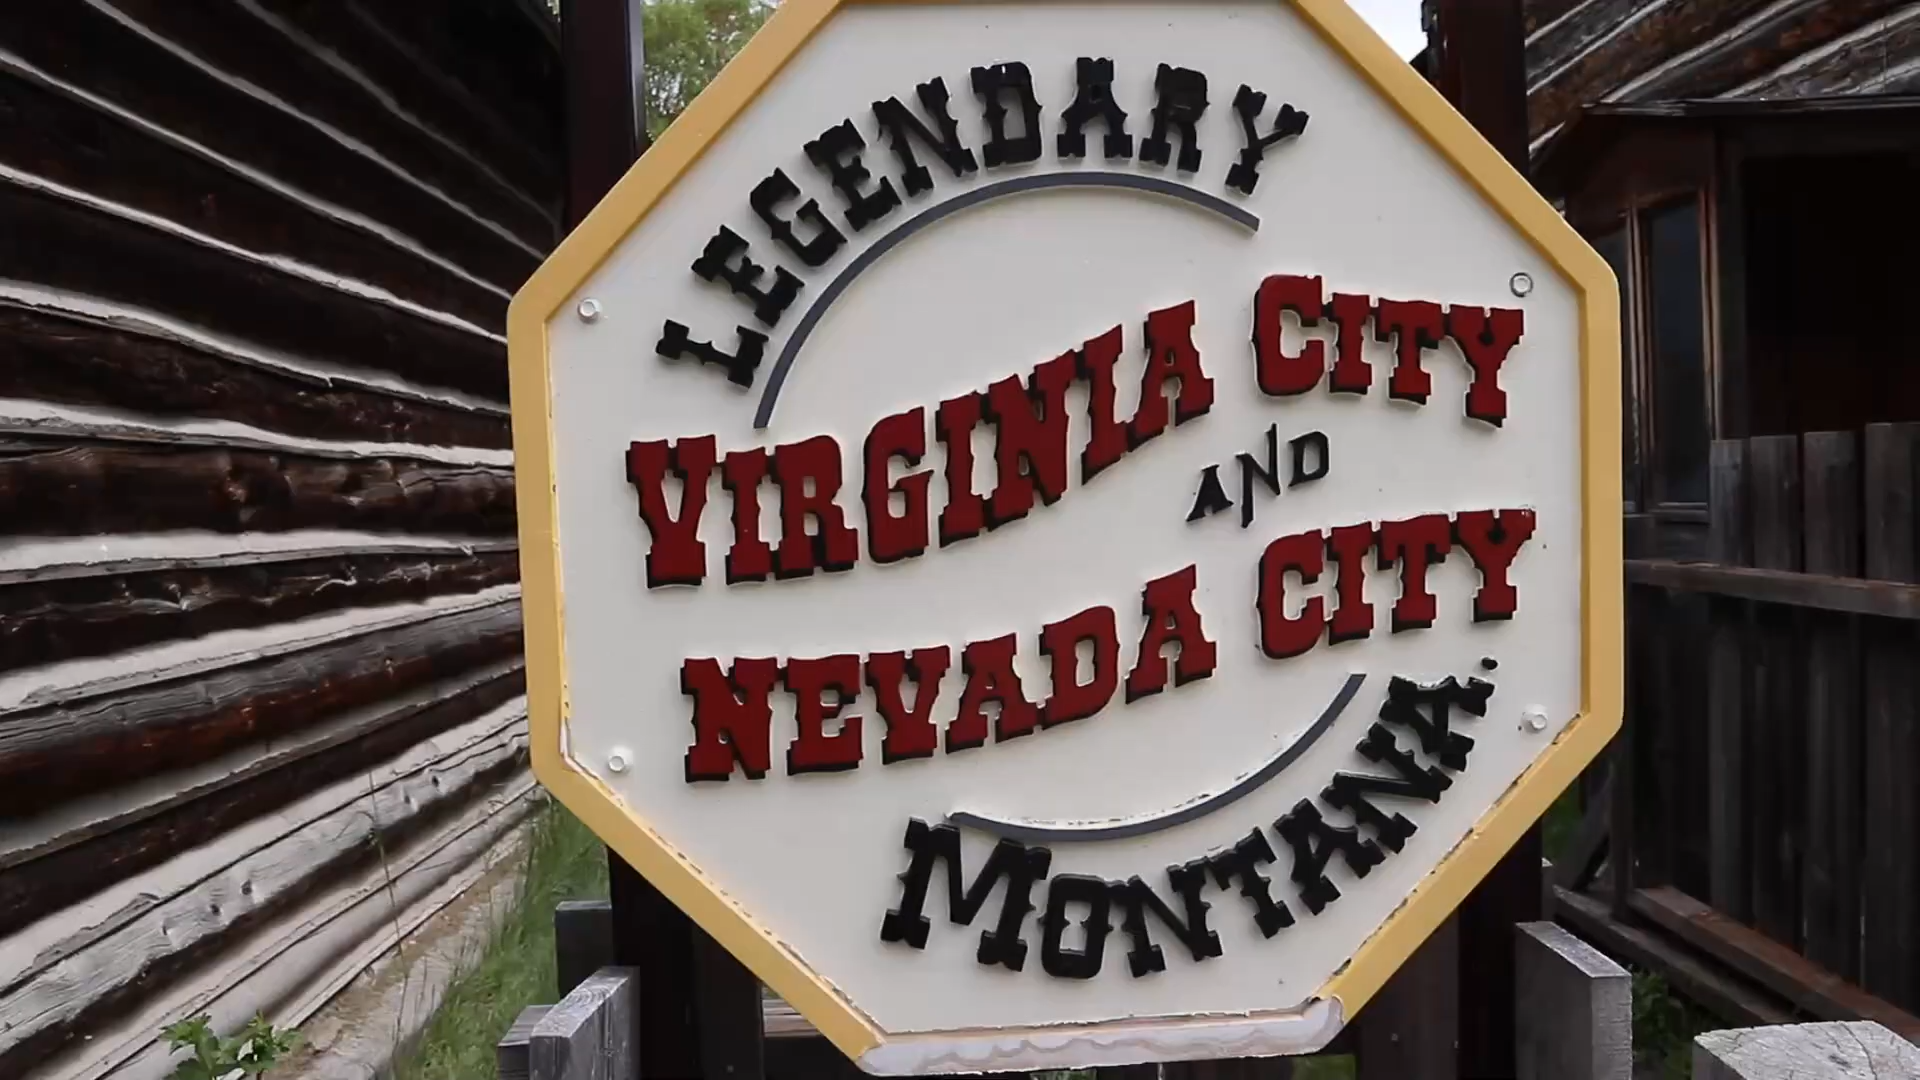 LEGENDARY
VIRGINIA CITY
AND
NEVADA CITY
MONTANA.